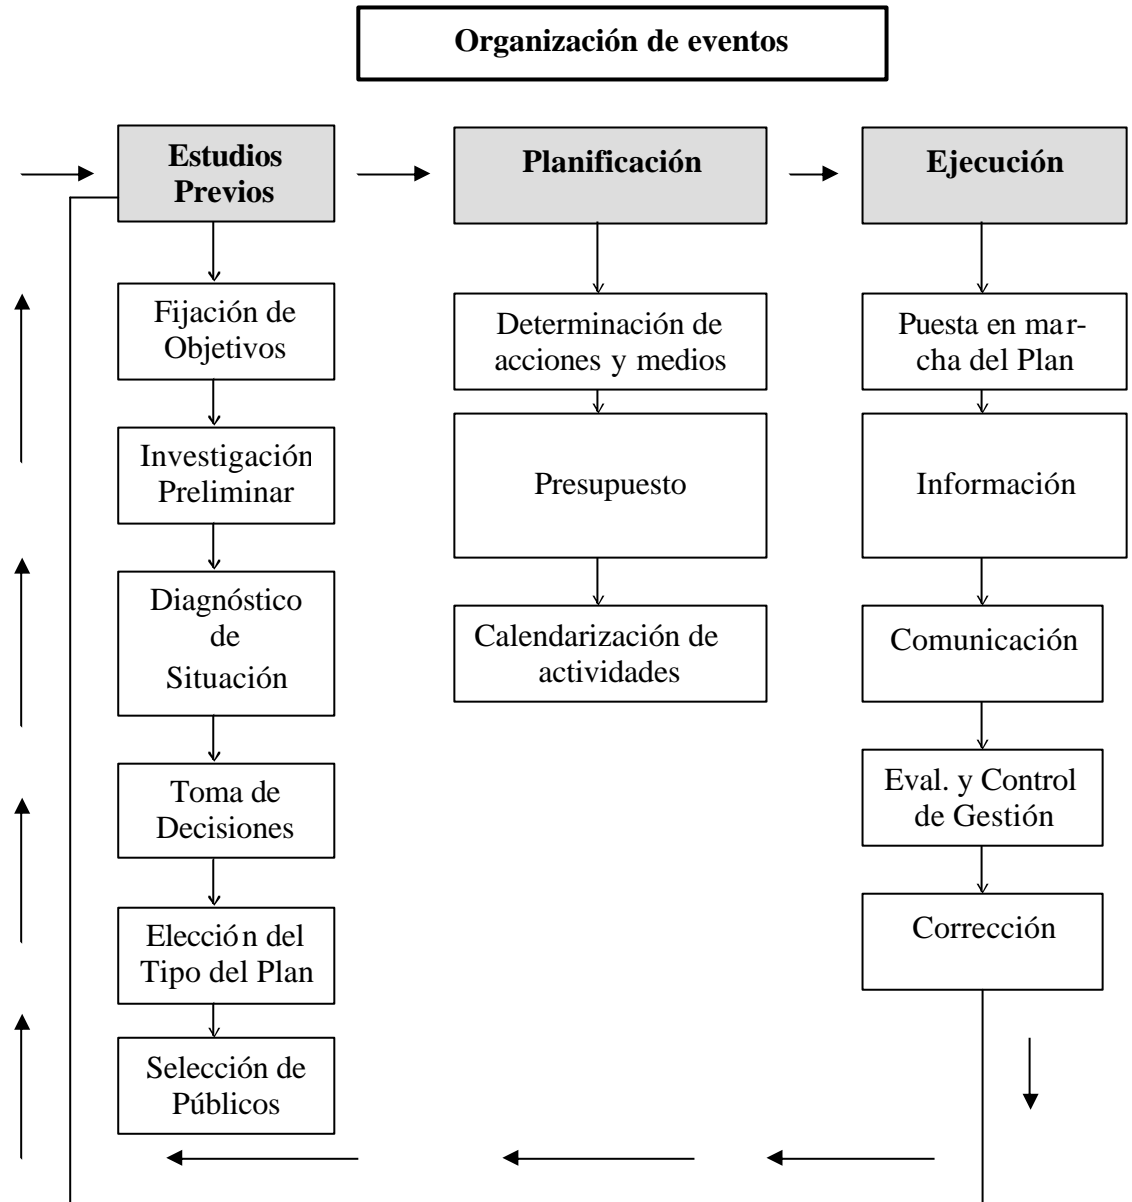 Organización de eventos
Estudios
Previos
Planificación
Ejecución
Fijación de
Objetivos
Investigación
Preliminar
Diagnóstico
de
Situación
Toma de
Decisiones
Elección del
Tipo del Plan
Selección de
Públicos
Determinación de
acciones y medios
Presupuesto
Calendarización de
actividades
Puesta en mar-
cha del Plan
Información
Comunicación
Eval. y Control
de Gestión
Corrección